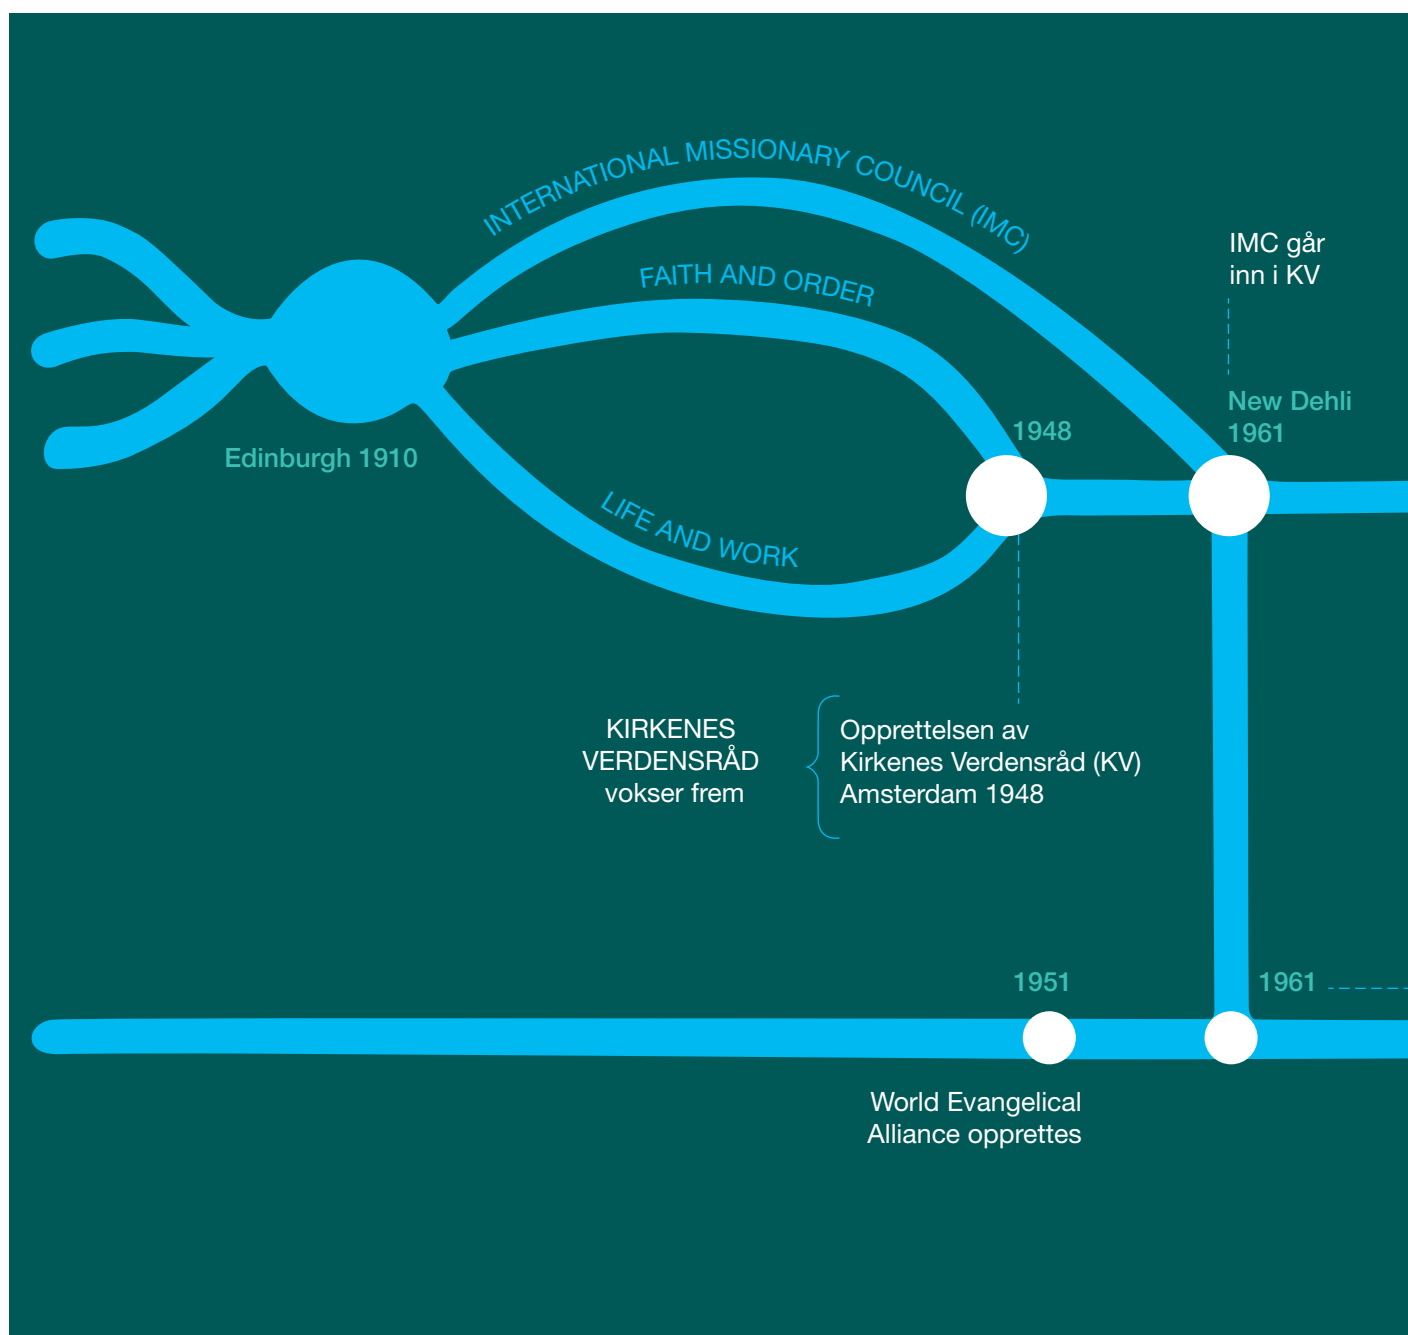 INTERNATIONAL MISSIONARY COUNCIL (IMC)
FAITH AND ORDER
IMC går
inn i KV
New Dehli
1961
1948
Edinburgh 1910
LIFE AND WORK
KIRKENES
VERDENSRÅD
vokser frem
Opprettelsen av
Kirkenes Verdensråd (KV)
Amsterdam 1948
1951
1961
World Evangelical
Alliance opprettes